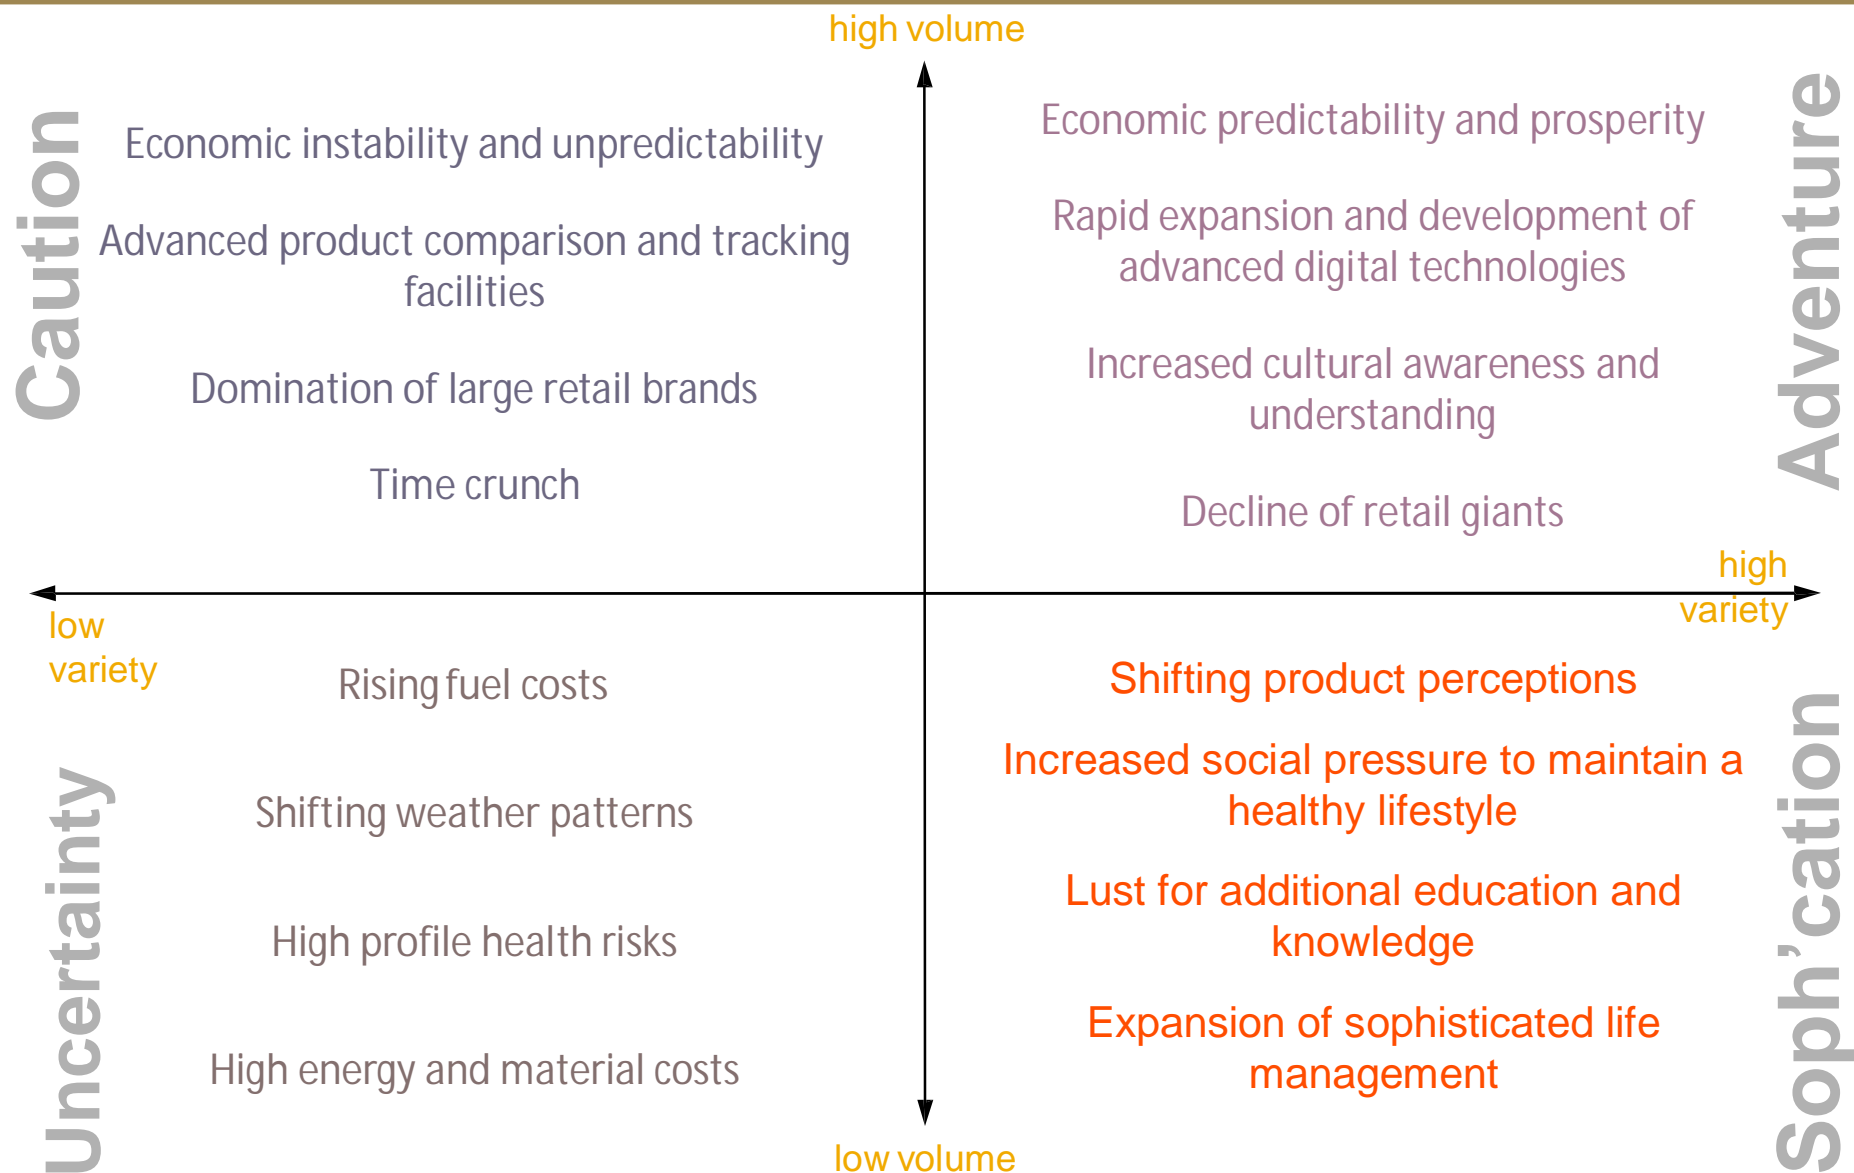 high volume
Caution
Economic instability and unpredictability
Advanced product comparison and tracking
facilities
Domination of large retail brands
Time crunch
Adventure
Economic predictability and prosperity
Rapid expansion and development of
advanced digital technologies
Increased cultural awareness and
understanding
Decline of retail giants
high
variety
low
variety
Uncertainty
Rising fuel costs
Shifting weather patterns
High profile health risks
High energy and material costs
Soph’cation
Shifting product perceptions
Increased social pressure to maintain a
healthy lifestyle
Lust for additional education and
knowledge
Expansion of sophisticated life
management
low volume